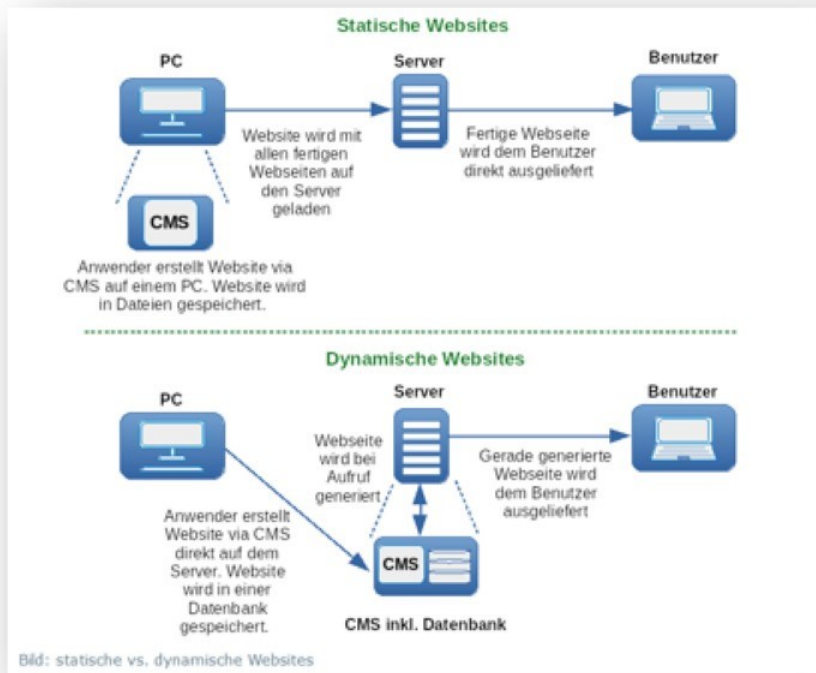 Statische Websites
PC
Server
Benutzer
Website wird mit
allen fertigen
Webseiten auf
den Server
geladen
Fertige Webseite
wird dem Benutzer
direkt ausgeliefert
CMS
Anwender erstellt Website via
CMS auf einem PC. Website wird
in Dateien gespeichert.
Dynamische Websites
PC
Server
Benutzer
Webseite
wird bei
Aufruf
generiert
Gerade generierte
Webseite wird
dem Benutzer
ausgeliefert
Anwender erstellt
Website via CMS
direkt auf dem
Server. Website
wird in einer
Datenbank
gespeichert.
CMS
CMS inkl. Datenbank
Bild: statische vs. dynamische Websites